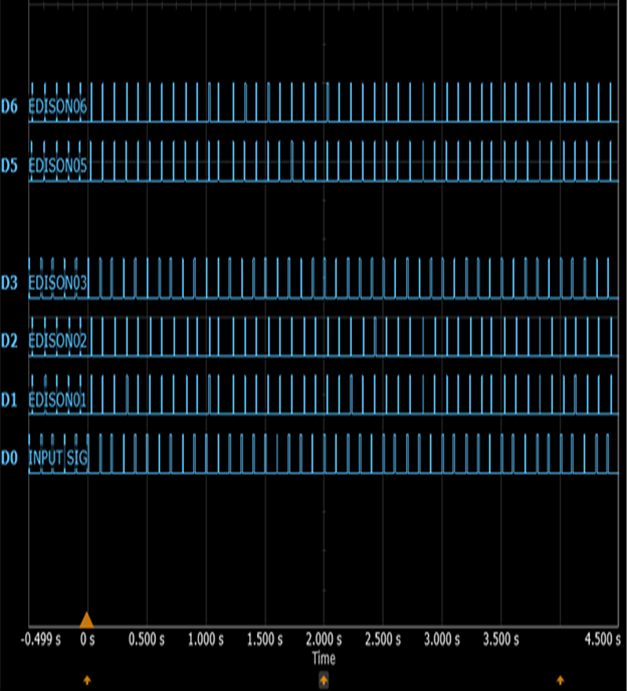 D6 EDISON06
D5 EDISON05
D3 EDISON03
D2 EDISON02
D1 EDISON01
D0 INPUT SIG
-0.499 s 0 s 0.500 s 1.000 s 1.500 s 2.000 s 2.500 s 3.000 s 3.500 s 4.500 s
Time